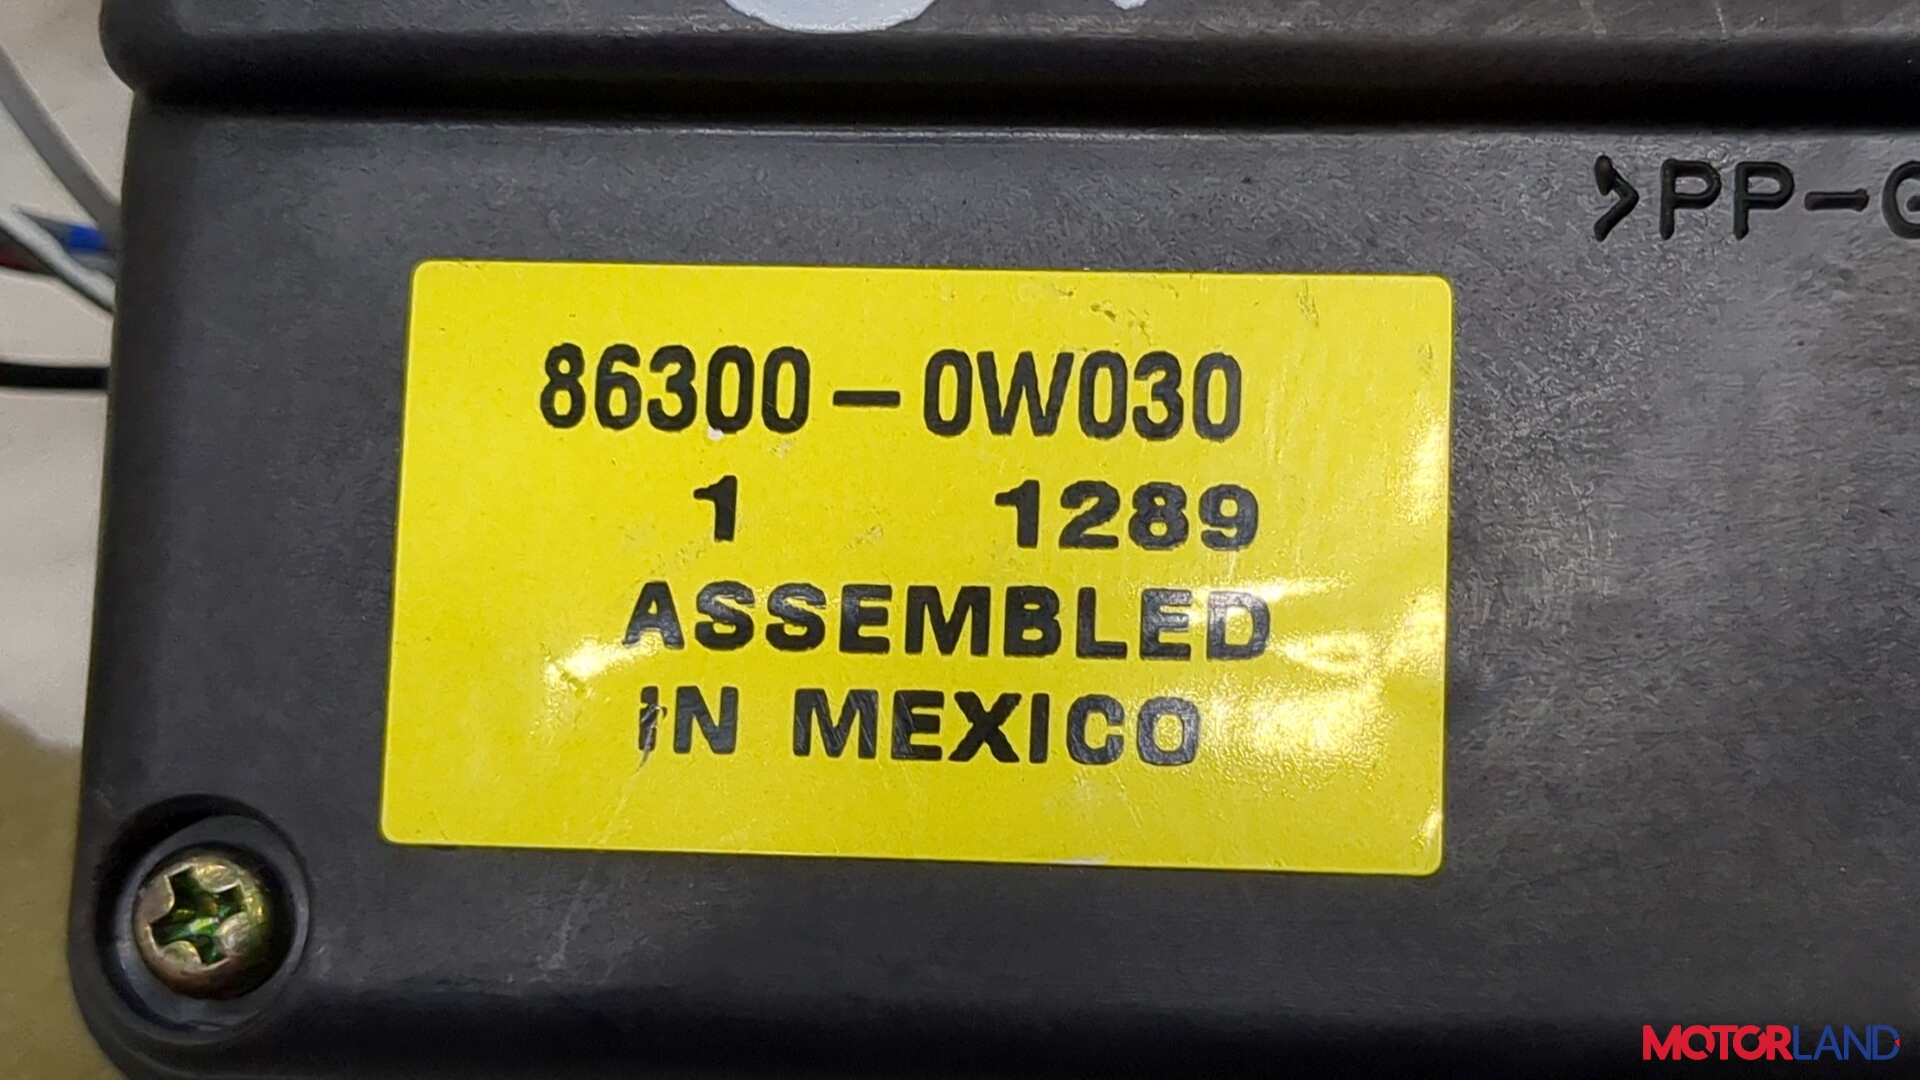 >PP-G
86300-0W030
1 1289
ASSEMBLED
IN MEXICO
MOTORLAND